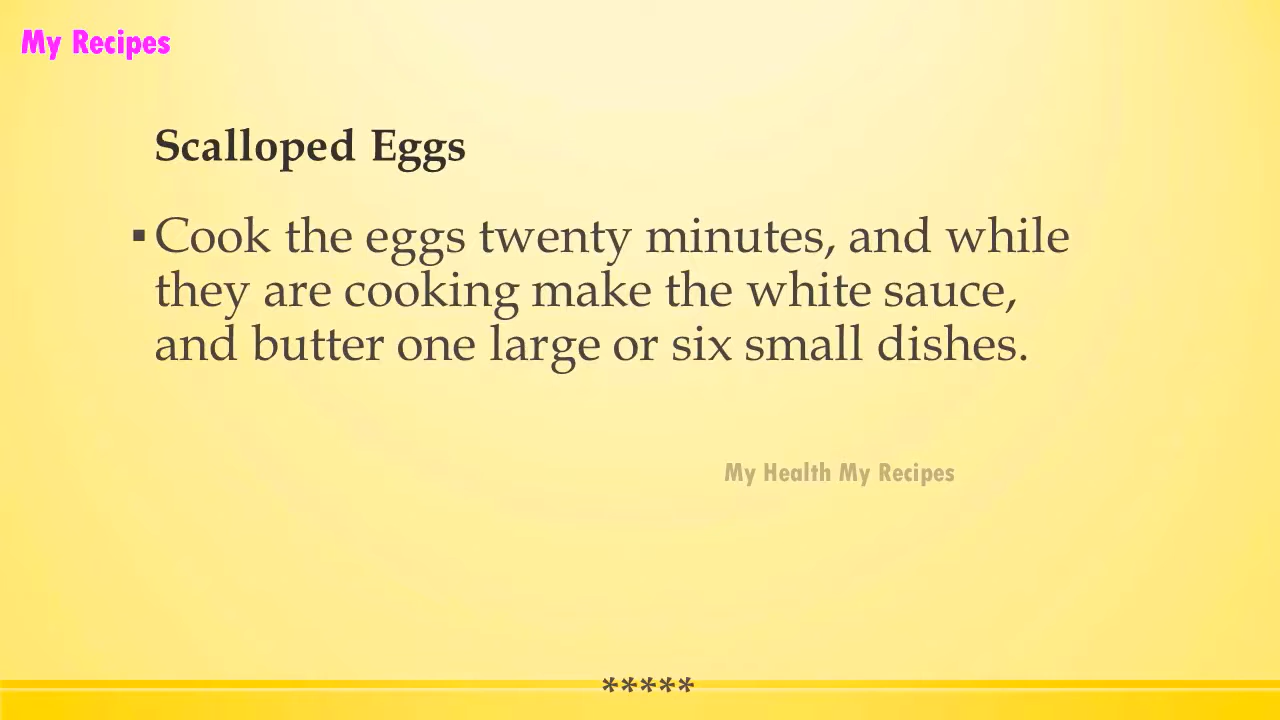 My Recipes
Scalloped Eggs
▪ Cook the eggs twenty minutes, and while
they are cooking make the white sauce,
and butter one large or six small dishes.
My Health My Recipes
*****